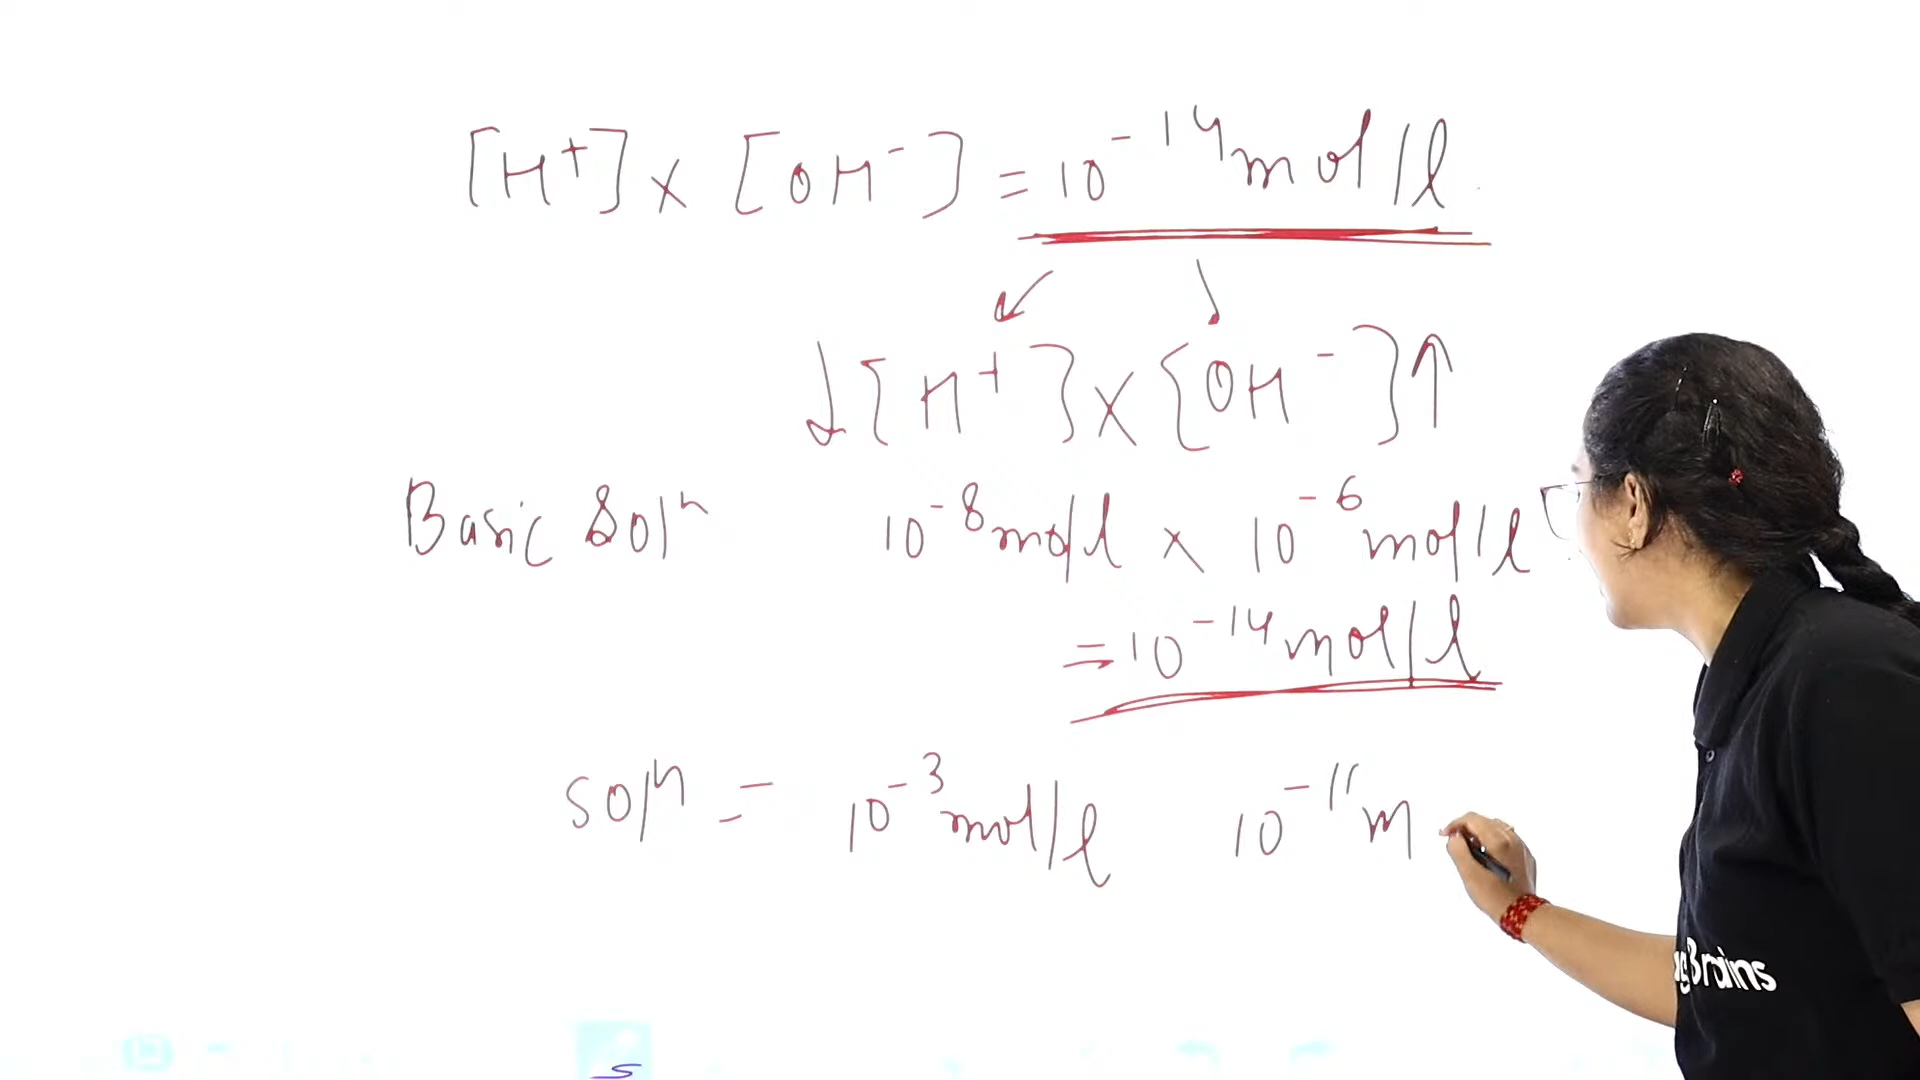 [H⁺] × [OH⁻] = 10⁻¹⁴ mol/l
↓[H⁺] × [OH⁻]↑
Basic Solⁿ 10⁻⁸ mol/l × 10⁻⁶ mol/l
= 10⁻¹⁴ mol/l
Solⁿ = 10⁻³ mol/l 10⁻¹¹ m
Brains